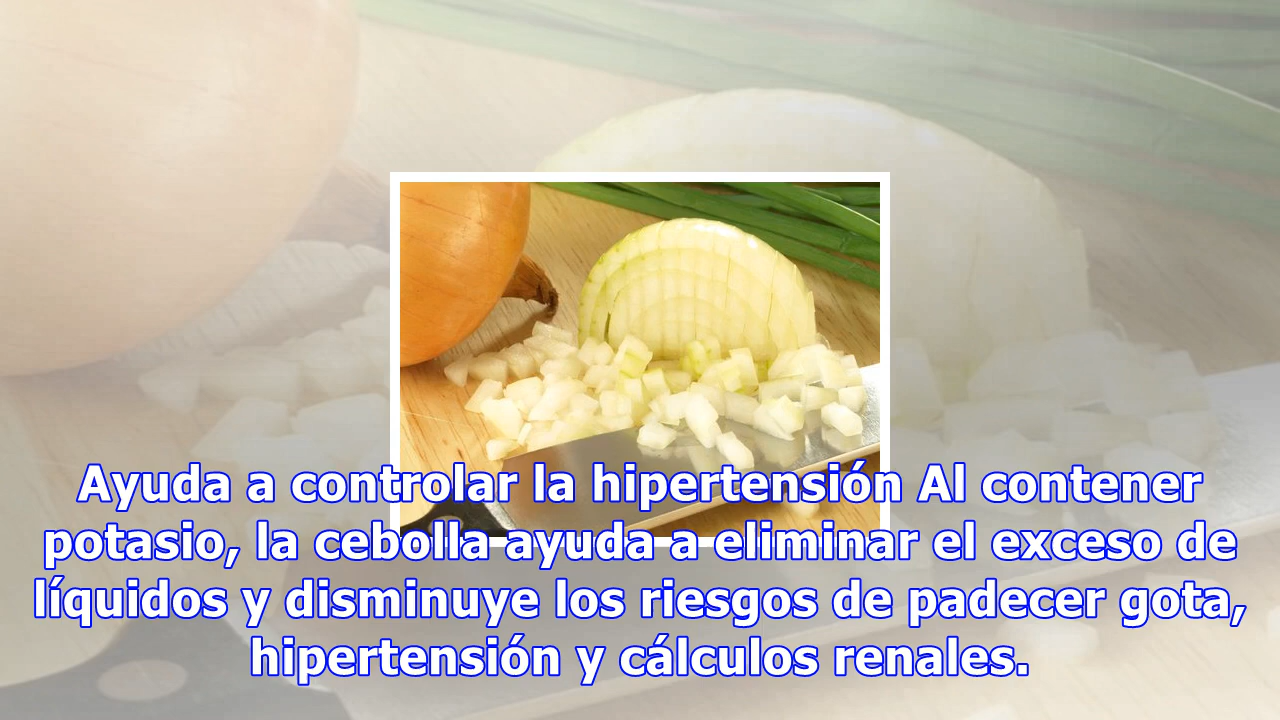 Ayuda a controlar la hipertensión Al contener
potasio, la cebolla ayuda a eliminar el exceso de
líquidos y disminuye los riesgos de padecer gota,
hipertensión y cálculos renales.